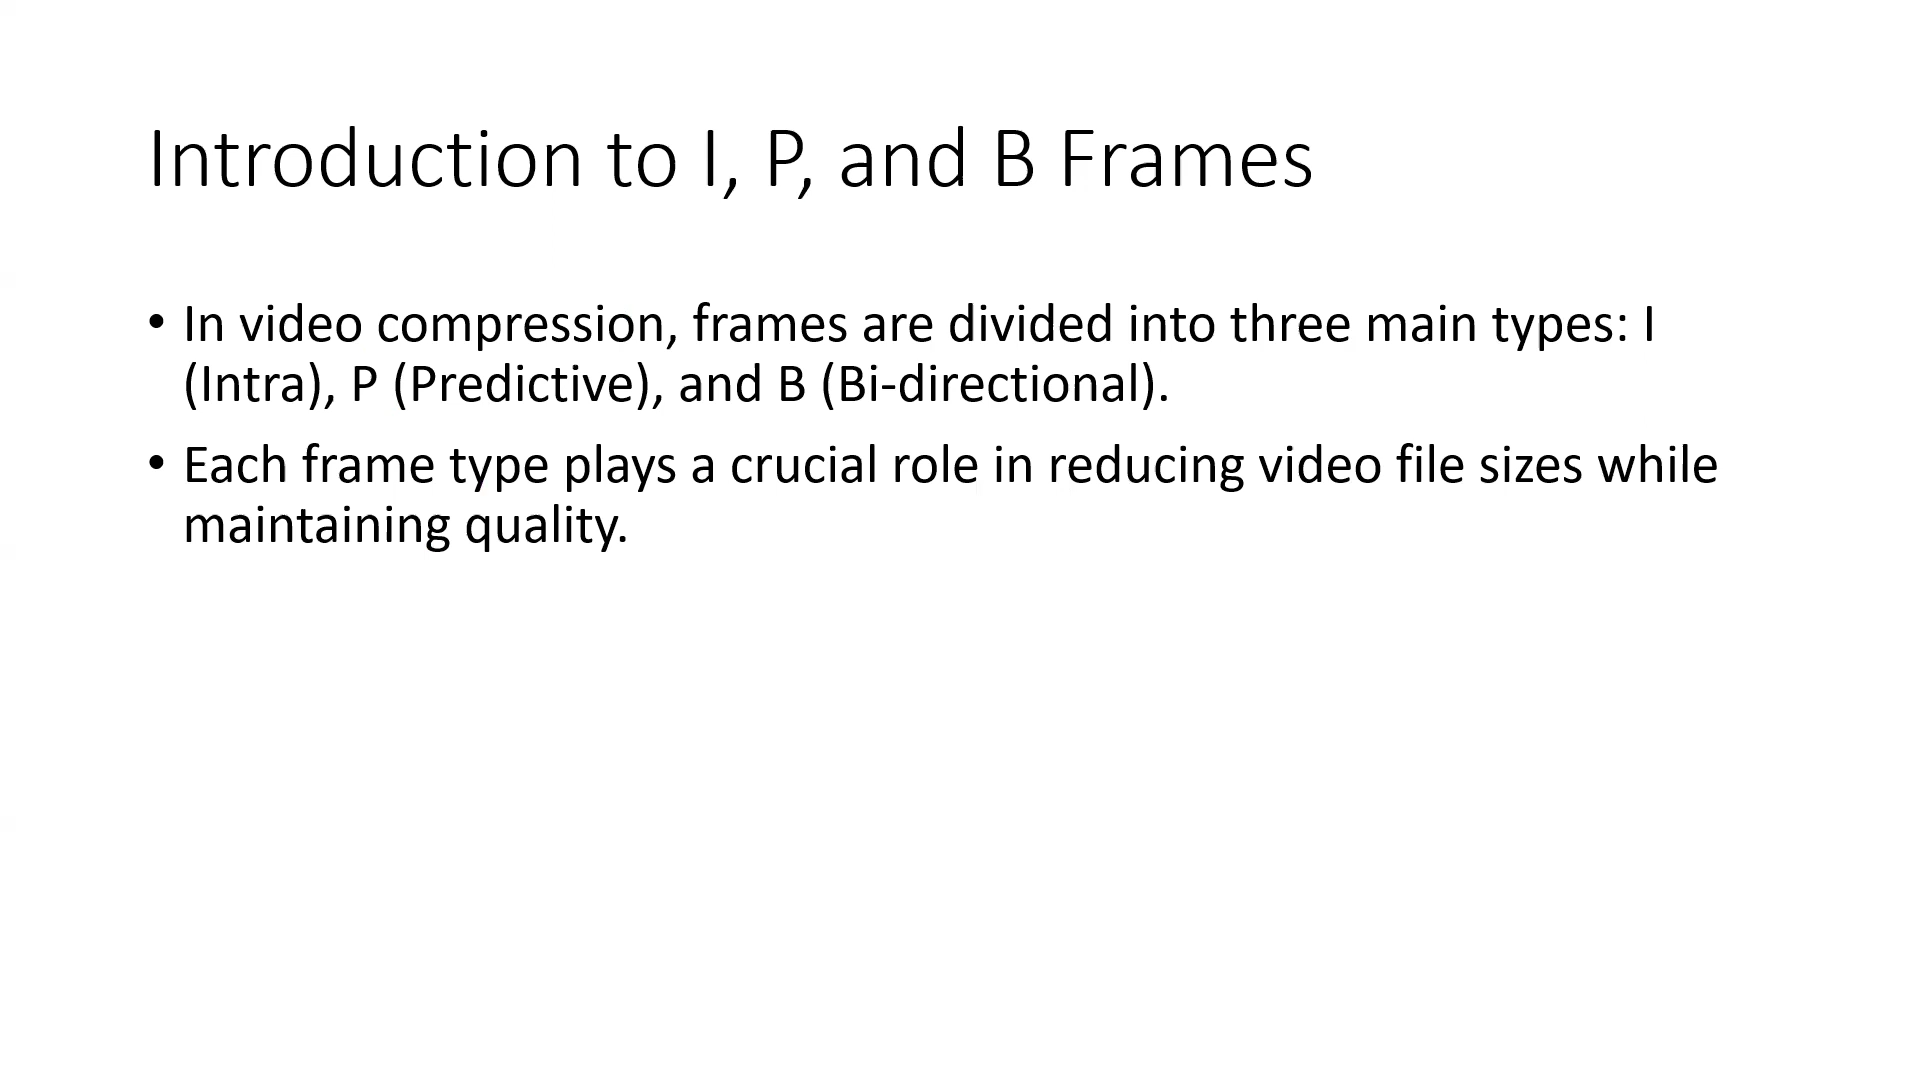 Introduction to I, P, and B Frames
• In video compression, frames are divided into three main types: I
(Intra), P (Predictive), and B (Bi-directional).
• Each frame type plays a crucial role in reducing video file sizes while
maintaining quality.